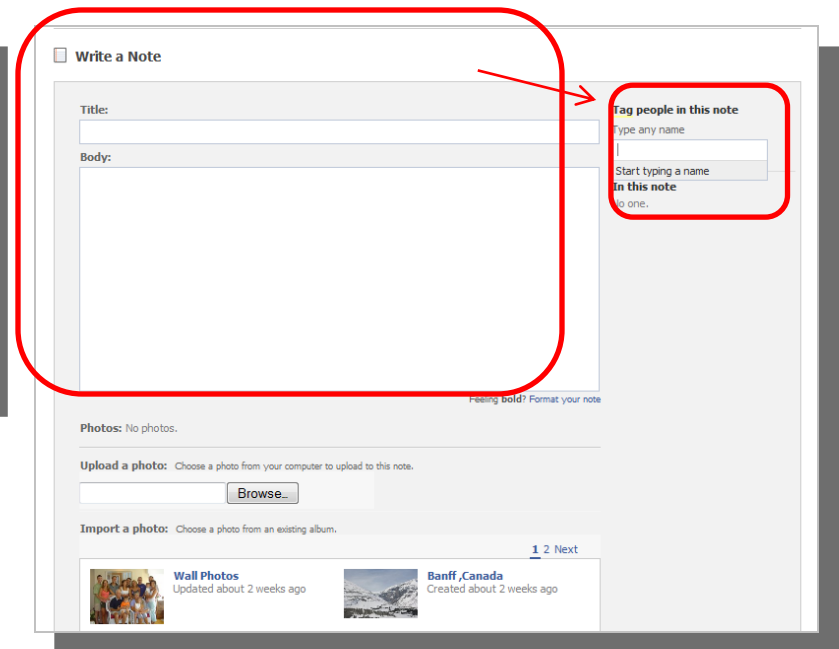 Write a Note
Title:
Body:
Feeling bold? Format your note
Tag people in this note
Type any name
Start typing a name
In this note
No one.
Photos: No photos.
Upload a photo: Choose a photo from your computer to upload to this note.
Browse...
Import a photo: Choose a photo from an existing album.
1 2 Next
Wall Photos
Updated about 2 weeks ago
Banff ,Canada
Created about 2 weeks ago